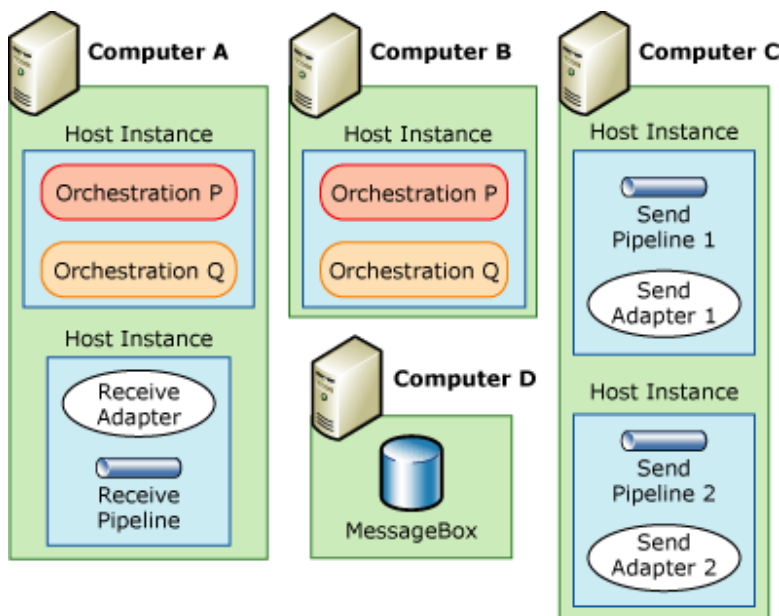 Computer A
Host Instance
Orchestration P
Orchestration Q
Host Instance
Receive
Adapter
Receive
Pipeline
Computer B
Host Instance
Orchestration P
Orchestration Q
Computer D
MessageBox
Computer C
Host Instance
Send
Pipeline 1
Send
Adapter 1
Host Instance
Send
Pipeline 2
Send
Adapter 2